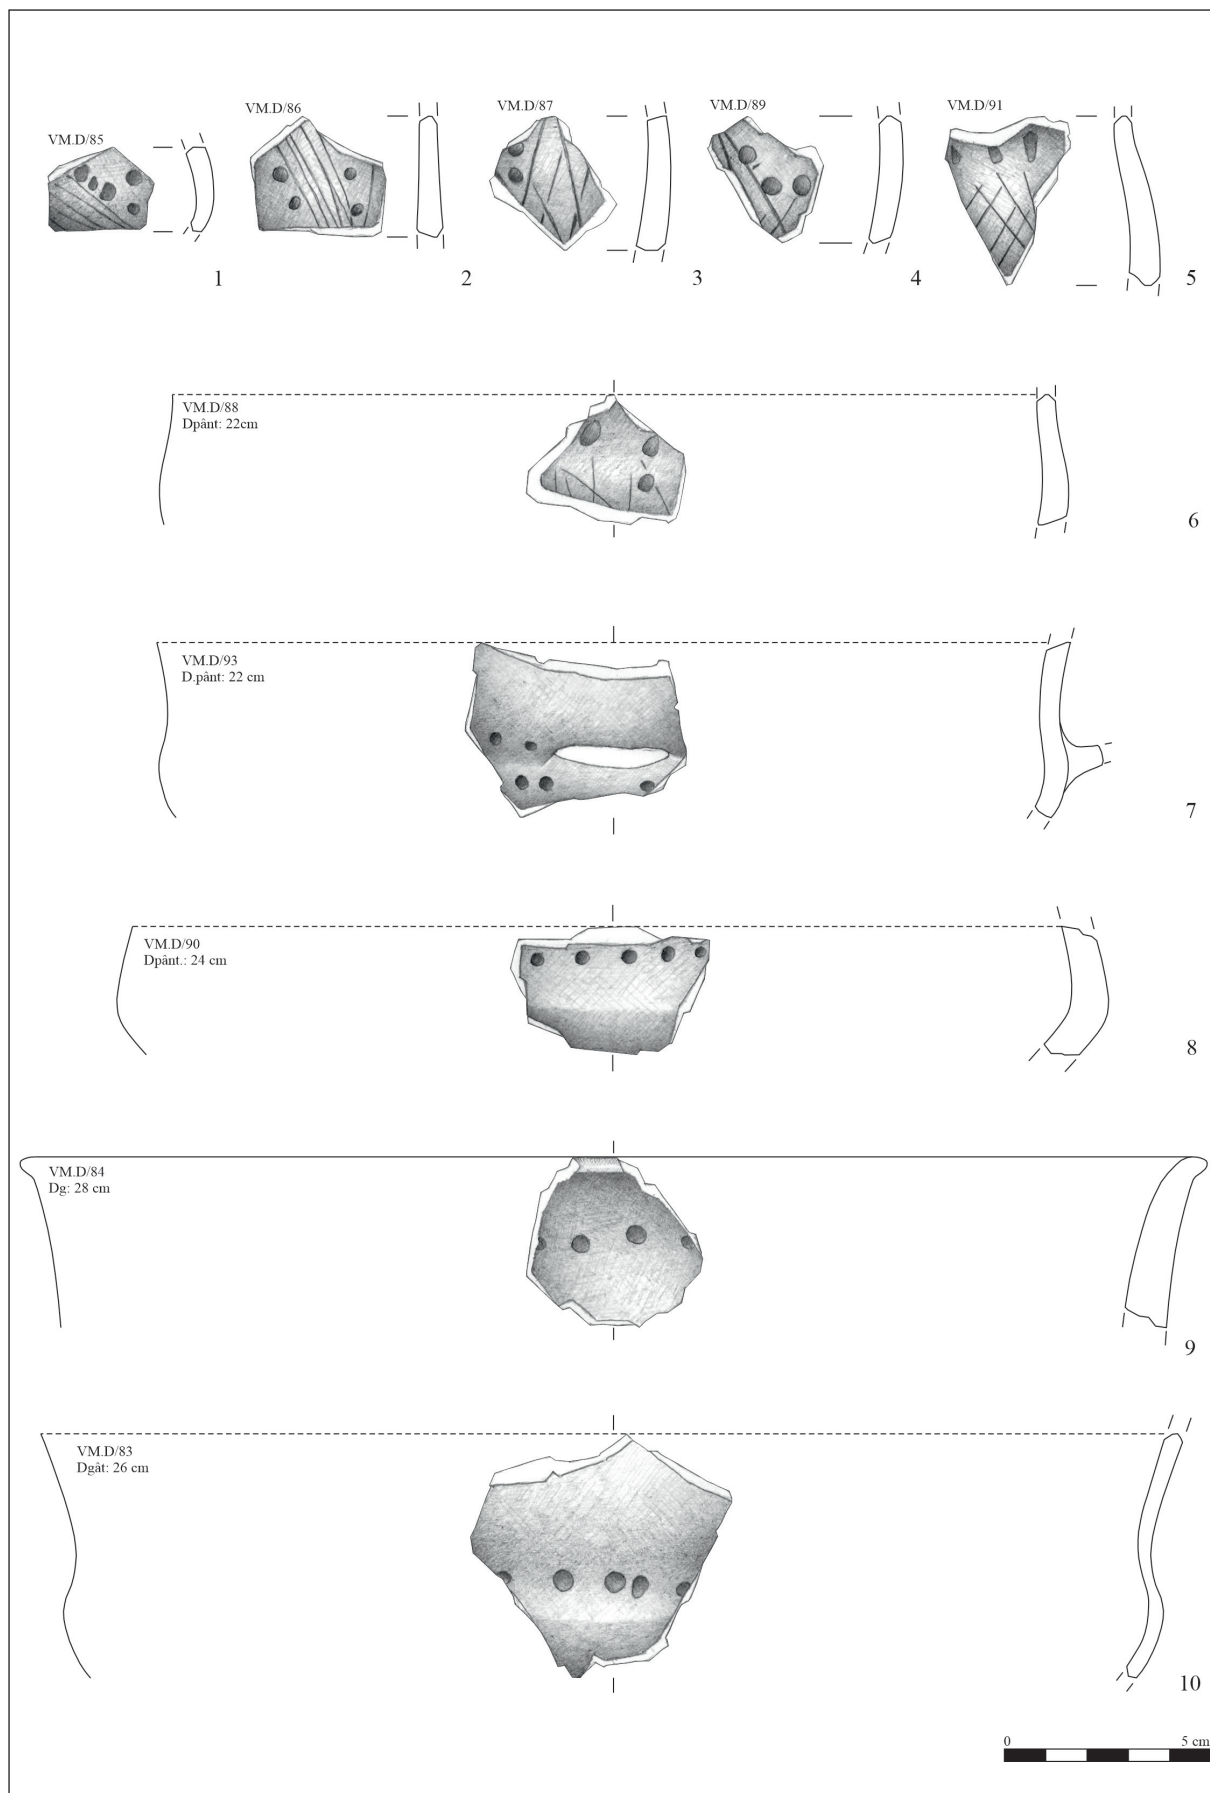 VM.D/85
VM.D/86
VM.D/87
VM.D/89
VM.D/91
1
2
3
4
5
VM.D/88
Dpânt: 22cm
6
VM.D/93
D.pânt: 22 cm
7
VM.D/90
Dpânt.: 24 cm
8
VM.D/84
Dg: 28 cm
9
VM.D/83
Dgât: 26 cm
10
0 5 cm